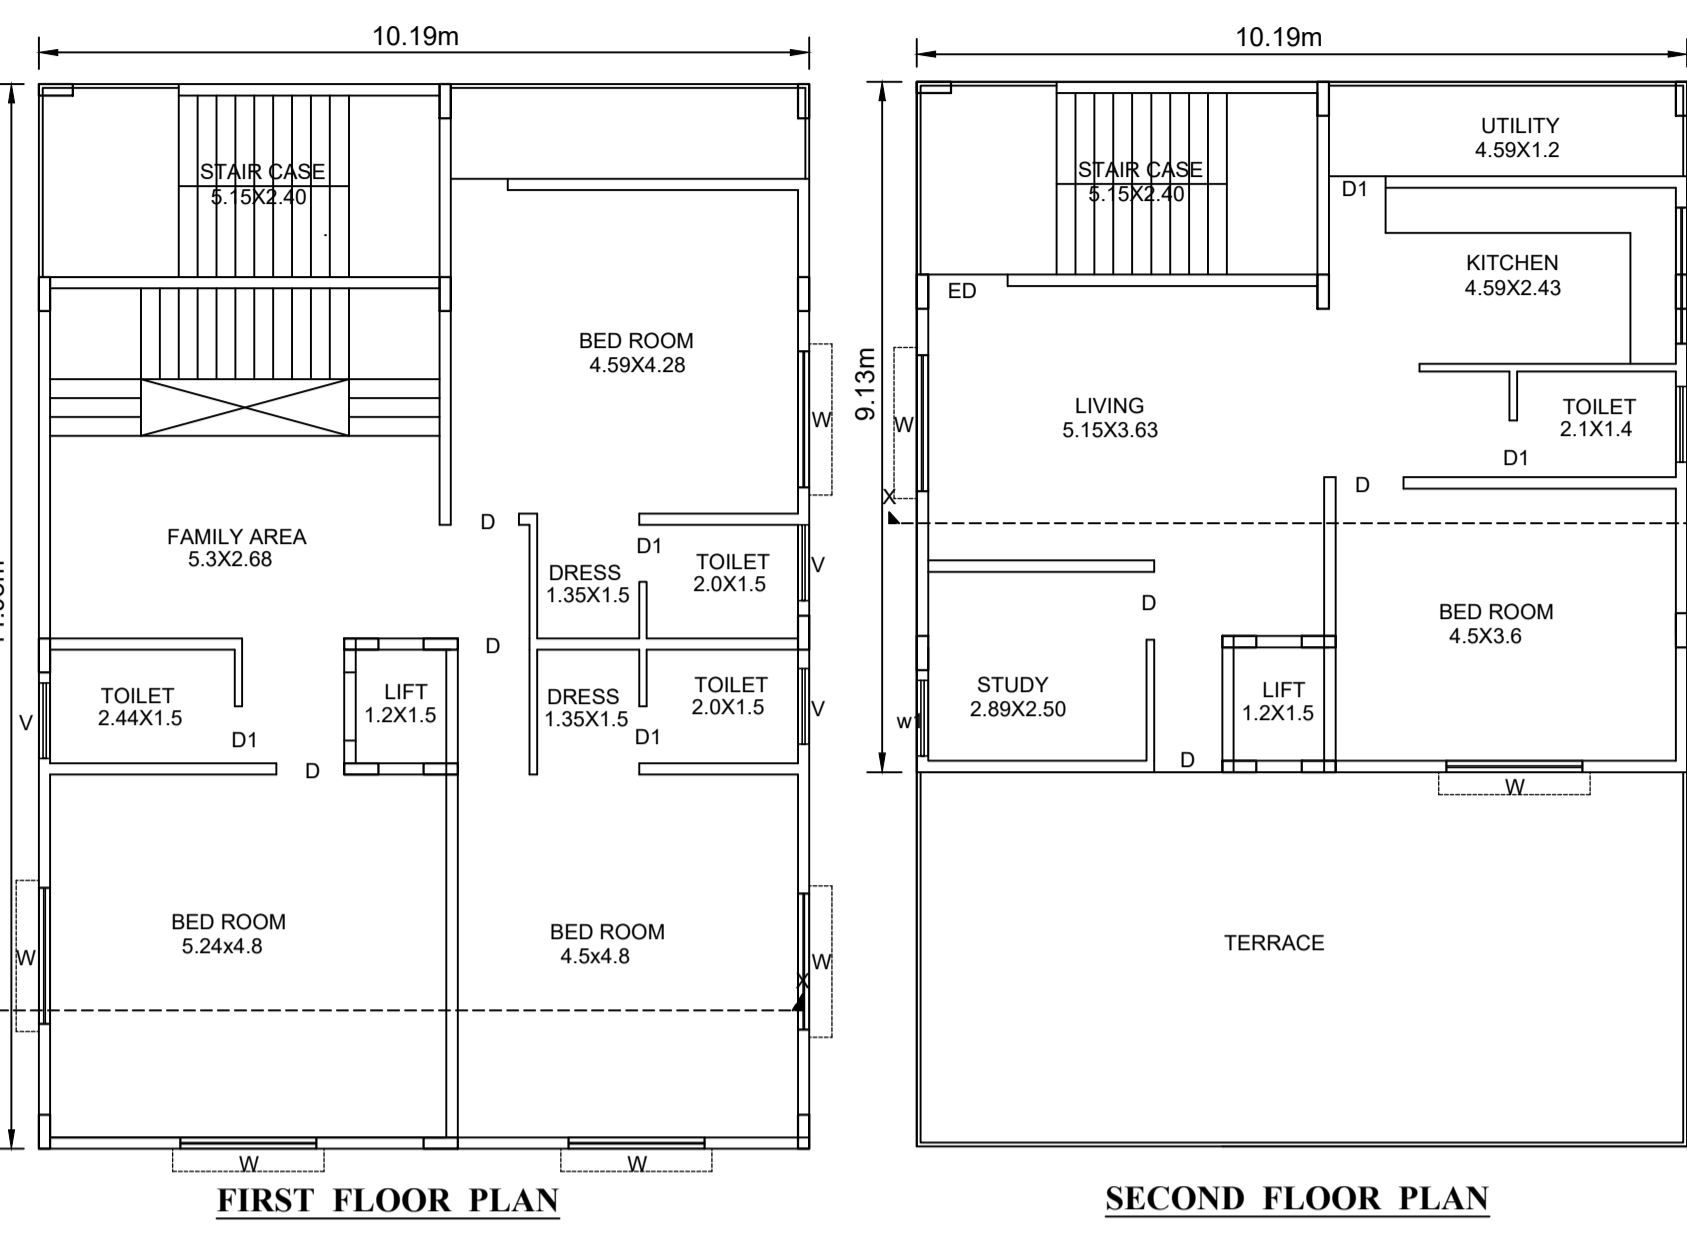 10.19m
STAIR CASE
5.15X2.40
BED ROOM
4.59X4.28
W
FAMILY AREA
5.3X2.68
D
D1
DRESS
1.35X1.5
TOILET
2.0X1.5
V
D
TOILET
2.44X1.5
V
D1
LIFT
1.2X1.5
D
DRESS
1.35X1.5
TOILET
2.0X1.5
V
D1
BED ROOM
5.24x4.8
W
BED ROOM
4.5x4.8
W
X
W
W
FIRST FLOOR PLAN
10.19m
9.13m
STAIR CASE
5.15X2.40
UTILITY
4.59X1.2
D1
KITCHEN
4.59X2.43
ED
LIVING
5.15X3.63
W
TOILET
2.1X1.4
D1
D
X
BED ROOM
4.5X3.6
D
STUDY
2.89X2.50
w1
LIFT
1.2X1.5
D
W
TERRACE
SECOND FLOOR PLAN